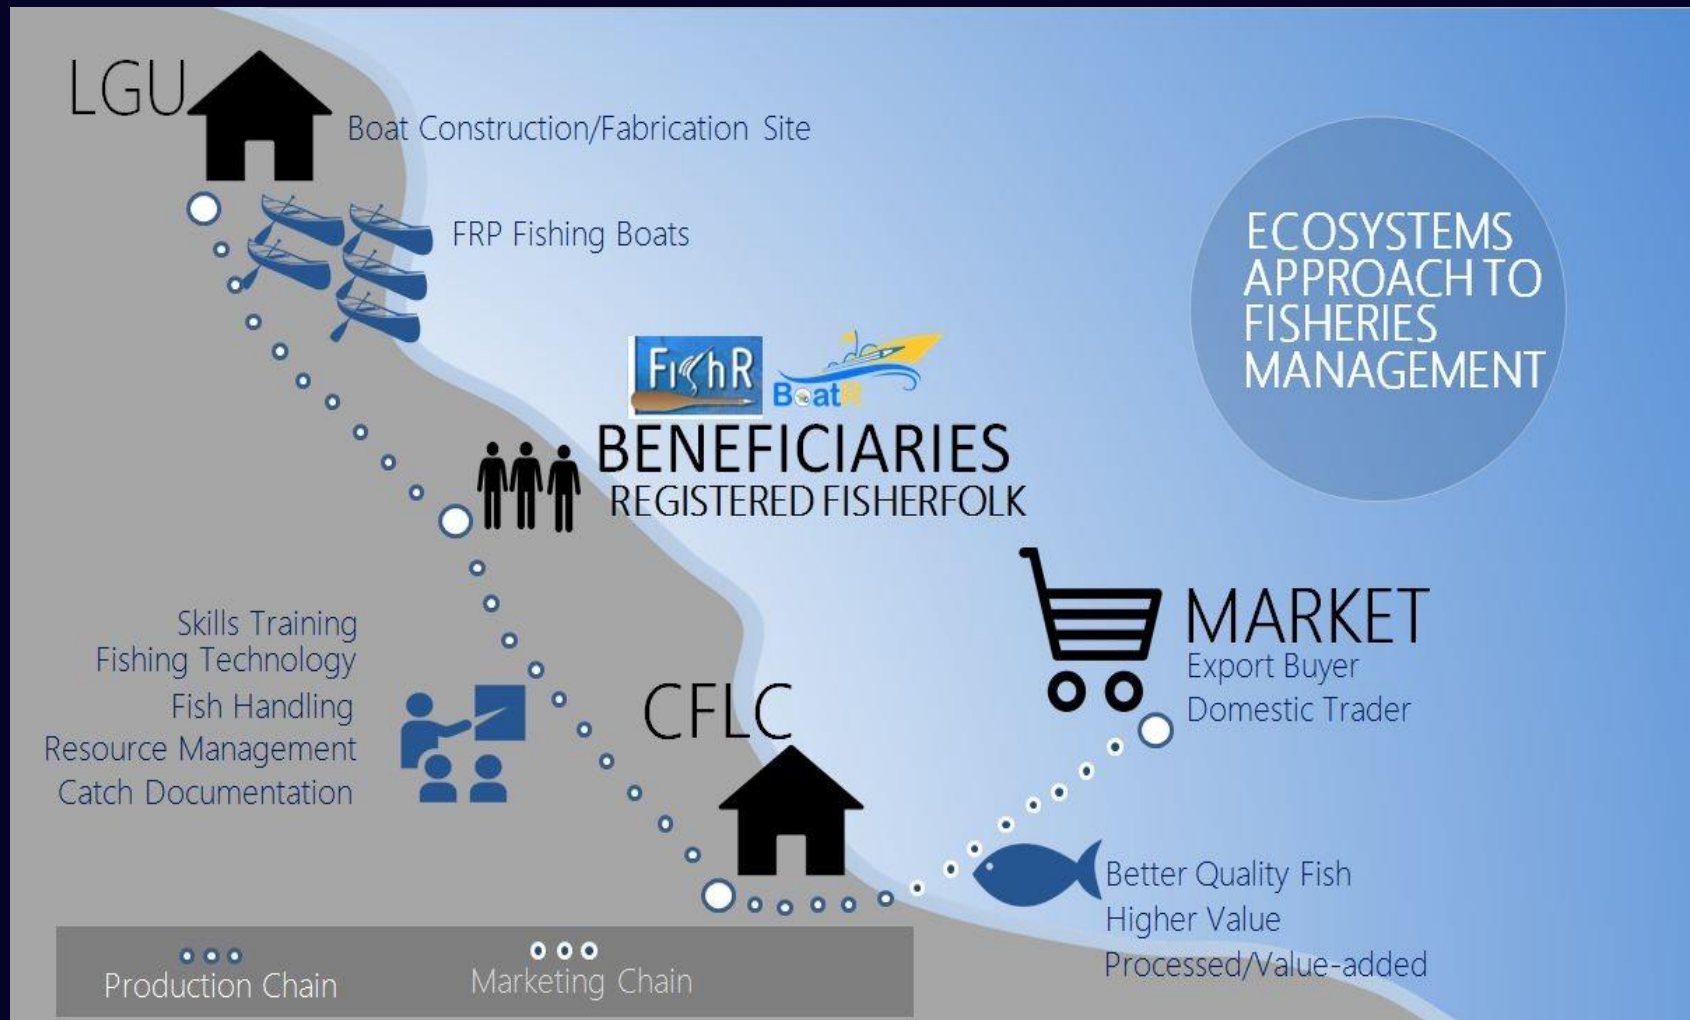 LGU
Boat Construction/Fabrication Site
FRP Fishing Boats
ECOSYSTEMS
APPROACH TO
FISHERIES
MANAGEMENT
FishR
BoatR
BENEFICIARIES
REGISTERED FISHERFOLK
Skills Training
Fishing Technology
Fish Handling
Resource Management
Catch Documentation
CFLC
MARKET
Export Buyer
Domestic Trader
Better Quality Fish
Higher Value
Processed/Value-added
Production Chain
Marketing Chain